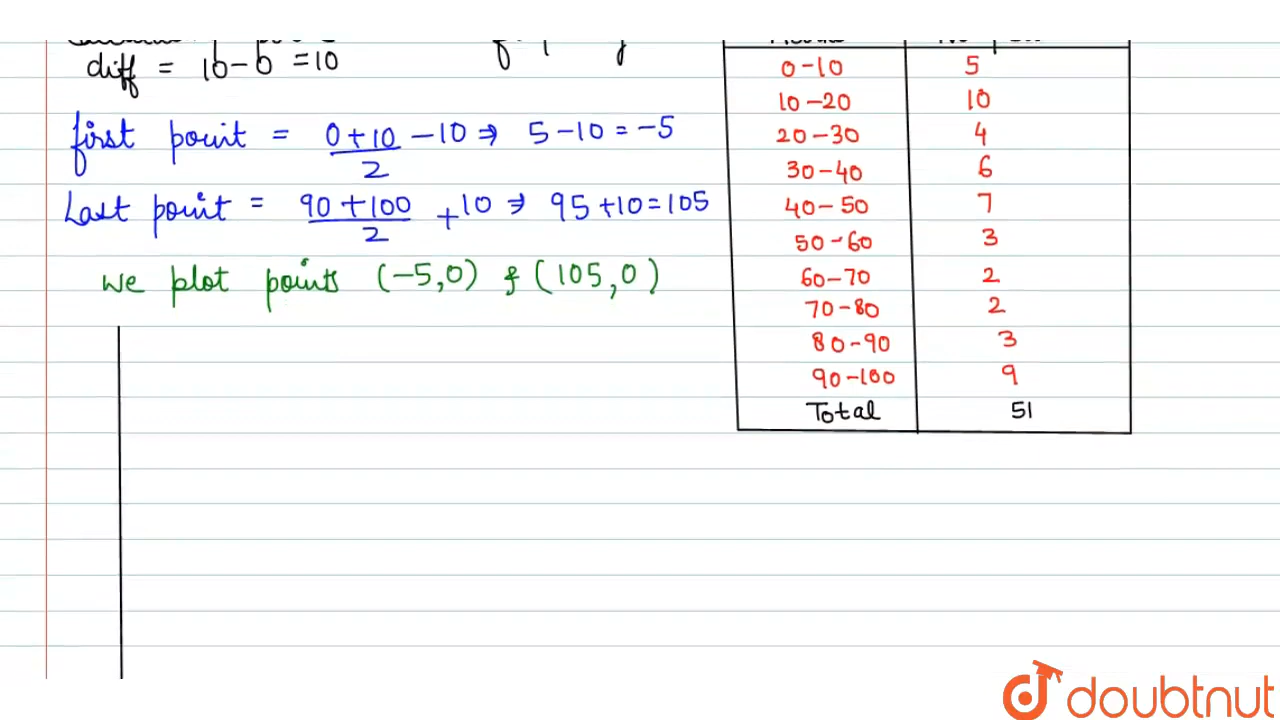 diff = 10-0 = 10
first point = 0+10/2 -10 ⇒ 5-10 = -5
Last point = 90+100/2 +10 ⇒ 95+10=105
we plot points (-5,0) & (105,0)
0-10 5
10-20 10
20-30 4
30-40 6
40-50 7
50-60 3
60-70 2
70-80 2
80-90 3
90-100 9
Total 51
doubtnut